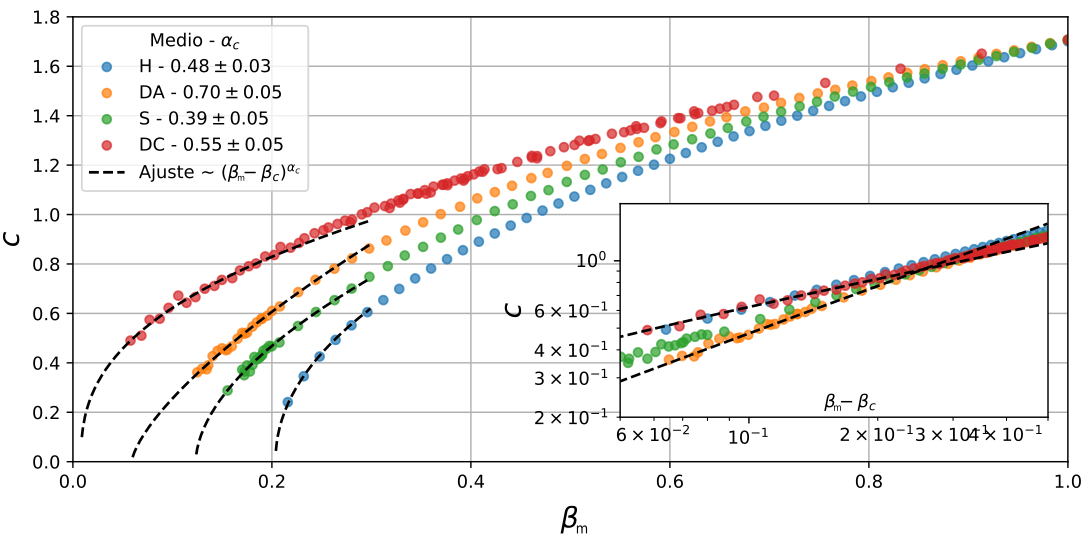 1.8
1.6
1.4
1.2
1.0
0.8
0.6
0.4
0.2
0.0
C
Medio - α_c
H - 0.48 ± 0.03
DA - 0.70 ± 0.05
S - 0.39 ± 0.05
DC - 0.55 ± 0.05
Ajuste ~ (β_m − β_c)^{α_c}
C
10⁰
6 × 10⁻¹
4 × 10⁻¹
3 × 10⁻¹
2 × 10⁻¹
β_m − β_c
6 × 10⁻² 10⁻¹ 2 × 10⁻¹ 3 × 10⁻¹ 4 × 10⁻¹
0.0 0.2 0.4 0.6 0.8 1.0
β_m